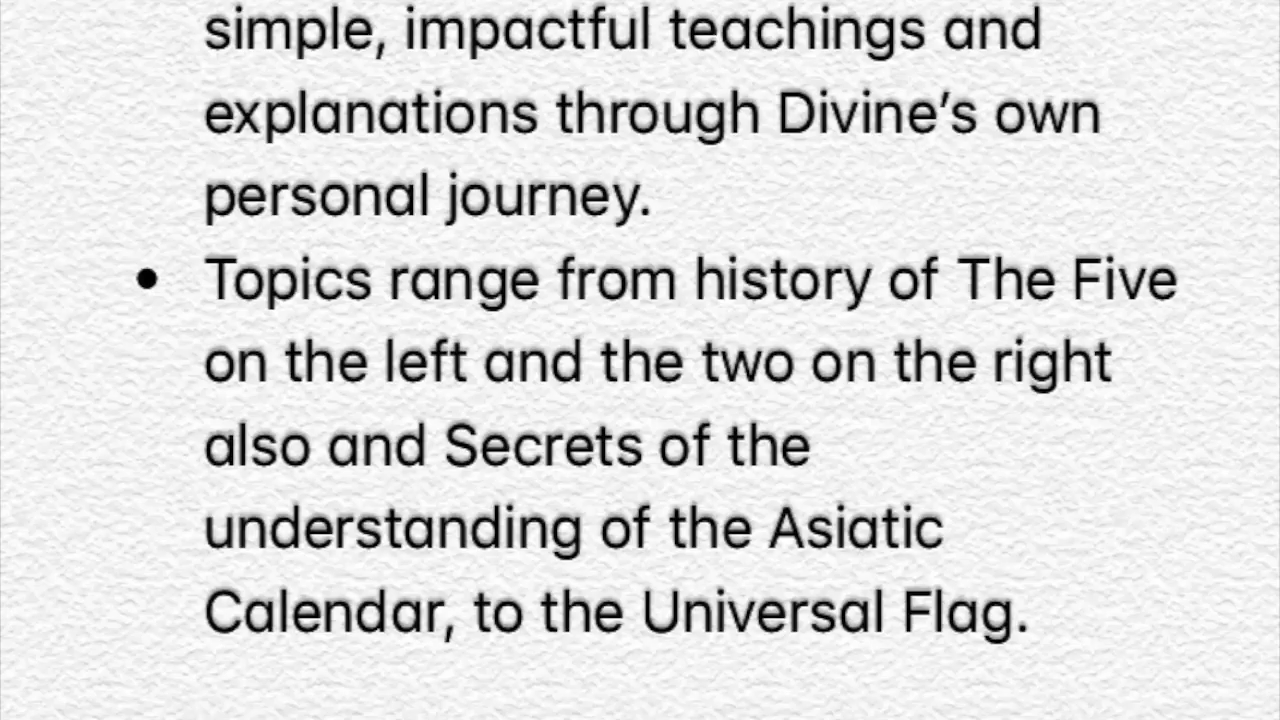 simple, impactful teachings and
explanations through Divine’s own
personal journey.
• Topics range from history of The Five
on the left and the two on the right
also and Secrets of the
understanding of the Asiatic
Calendar, to the Universal Flag.